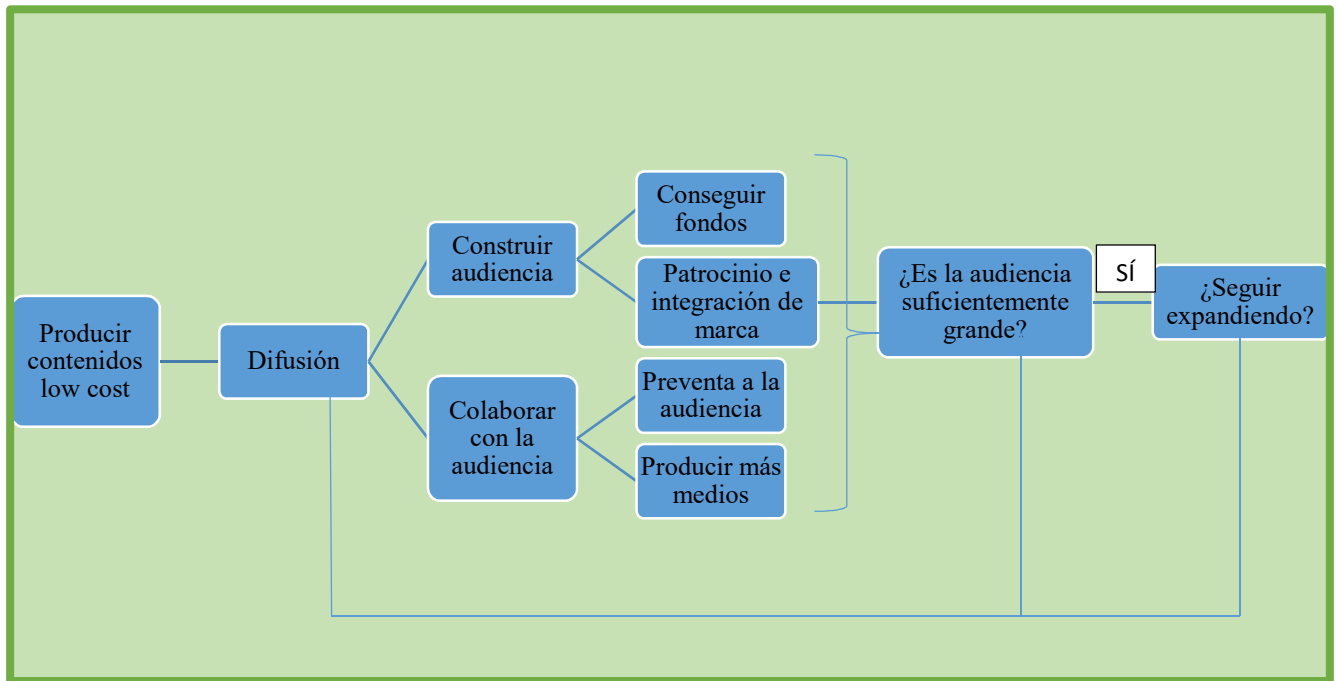 Producir
contenidos
low cost
Difusión
Construir
audiencia
Colaborar
con la
audiencia
Conseguir
fondos
Patrocinio e
integración de
marca
Preventa a la
audiencia
Producir más
medios
¿Es la audiencia
suficientemente
grande?
SÍ
¿Seguir
expandiendo?